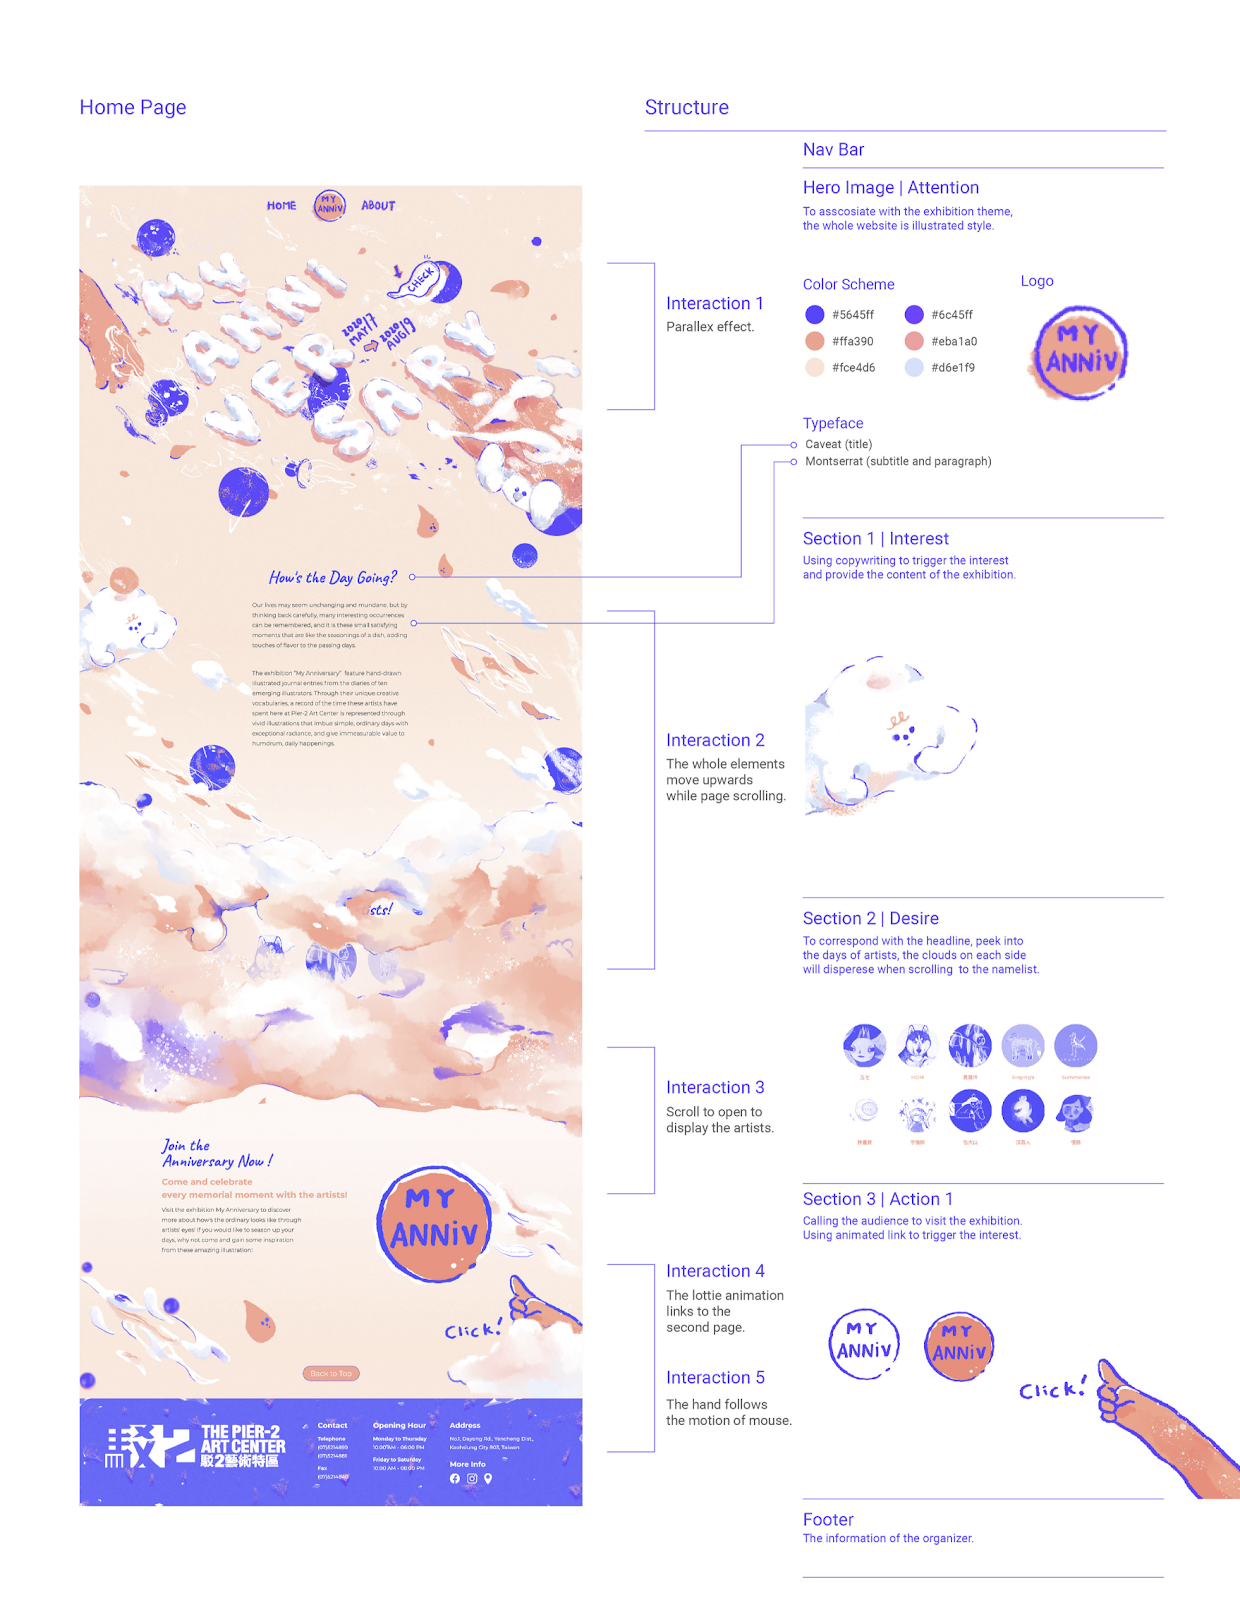 Home Page
Structure
Nav Bar
Hero Image | Attention
To asscosiate with the exhibition theme,
the whole website is illustrated style.
HOME
MY
ANNiV
ABOUT
CHECK
MY
ANNI
VER
SARY
2020
MAY/17
2020
AUG/9
Interaction 1
Parallex effect.
Color Scheme
#5645ff
#6c45ff
#ffa390
#eba1a0
#fce4d6
#d6e1f9
Logo
MY
ANNiV
Typeface
Caveat (title)
Montserrat (subtitle and paragraph)
Section 1 | Interest
Using copywriting to trigger the interest
and provide the content of the exhibition.
How's the Day Going?
Our lives may seem unchanging and mundane, but by
thinking back carefully, many interesting occurrences
can be remembered, and it is these small satisfying
moments that are like the seasonings of a dish, adding
touches of flavor to the passing days.
The exhibition "My Anniversary" feature hand-drawn
illustrated journal entries from the diaries of ten
emerging illustrators. Through their unique creative
vocabularies, a record of the time these artists have
spent here at Pier-2 Art Center is represented through
vivid illustrations that imbue simple, ordinary days with
exceptional radiance, and give immeasurable value to
humdrum, daily happenings.
Interaction 2
The whole elements
move upwards
while page scrolling.
ists!
Section 2 | Desire
To correspond with the headline, peek into
the days of artists, the clouds on each side
will disperese when scrolling to the namelist.
Interaction 3
Scroll to open to
display the artists.
Join the
Anniversary Now !
Come and celebrate
every memorial moment with the artists!
Visit the exhibition My Anniversary to discover
more about how's the ordinary looks like through
artists' eyes! If you would like to season up your
days, why not come and gain some inspiration
from these amazing illustration!
MY
ANNiV
Click!
Back to Top
Section 3 | Action 1
Calling the audience to visit the exhibition.
Using animated link to trigger the interest.
Interaction 4
The lottie animation
links to the
second page.
Interaction 5
The hand follows
the motion of mouse.
MY
ANNiV
MY
ANNiV
Click!
駁2
THE PIER-2
ART CENTER
駁2藝術特區
Contact
Telephone
(07)5214899
(07)5214881
Fax
Opening Hour
Monday to Thursday
10:00AM - 06:00 PM
Friday to Saturday
10:00 AM - 08:00 PM
Address
No.1, Dayong Rd., Yancheng Dist.,
Kaohsiung City 803, Taiwan
More Info
Footer
The information of the organizer.